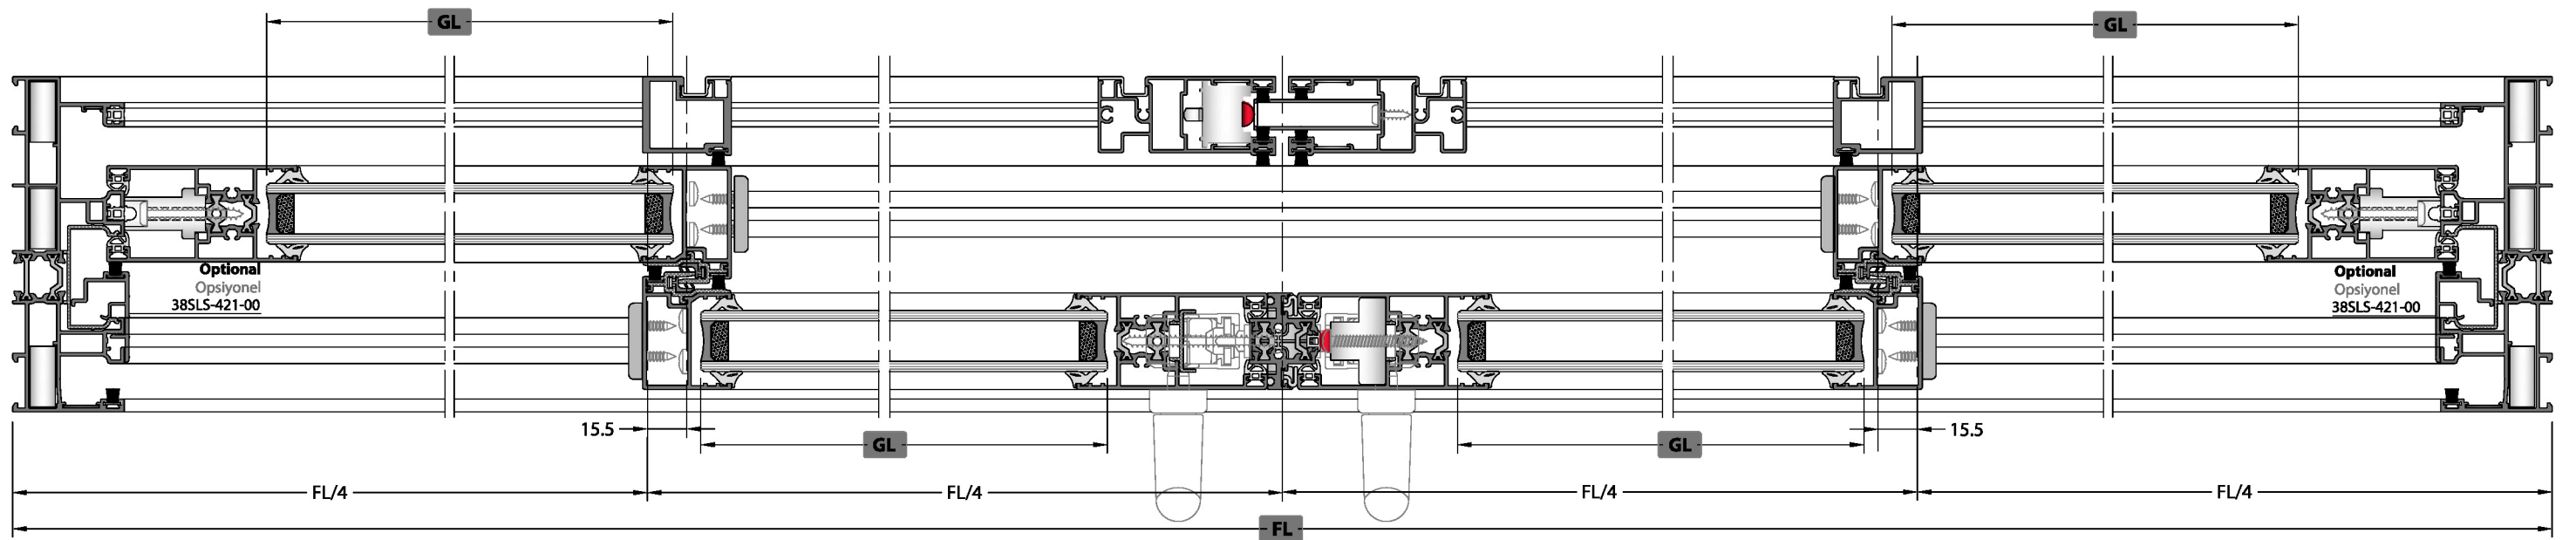 GL
GL
Optional
Opsiyonel
38SLS-421-00
Optional
Opsiyonel
38SLS-421-00
15.5
GL
GL
15.5
FL/4
FL/4
FL/4
FL/4
FL